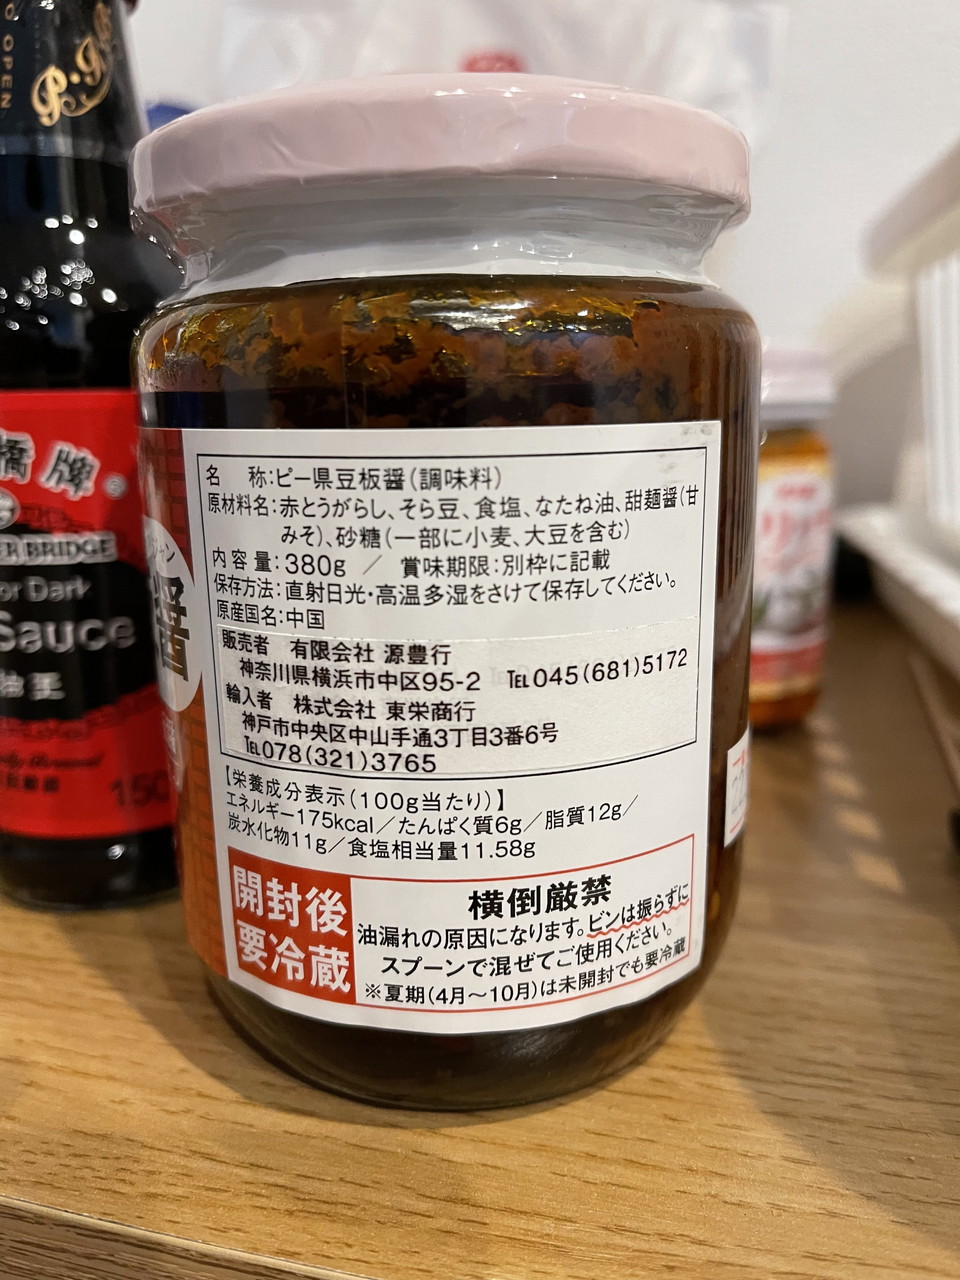 OPEN
P.R
橋牌
®
ER BRIDGE
or Dark
Sauce
油王
150
ジャン
醤
名　称:ピー県豆板醤(調味料)
原材料名:赤とうがらし、そら豆、食塩、なたね油、甜麺醤(甘
みそ)、砂糖(一部に小麦、大豆を含む)
内容量:380g ／ 賞味期限:別枠に記載
保存方法:直射日光・高温多湿をさけて保存してください。
原産国名:中国
販売者　有限会社 源豊行
神奈川県横浜市中区95-2　TEL045(681)5172
輸入者　株式会社 東栄商行
神戸市中央区中山手通3丁目3番6号
TEL078(321)3765
【栄養成分表示(100g当たり)】
エネルギー175kcal／たんぱく質6g／脂質12g／
炭水化物11g／食塩相当量11.58g
開封後
要冷蔵
横倒厳禁
油漏れの原因になります。ビンは振らずに
スプーンで混ぜてご使用ください。
※夏期(4月～10月)は未開封でも要冷蔵